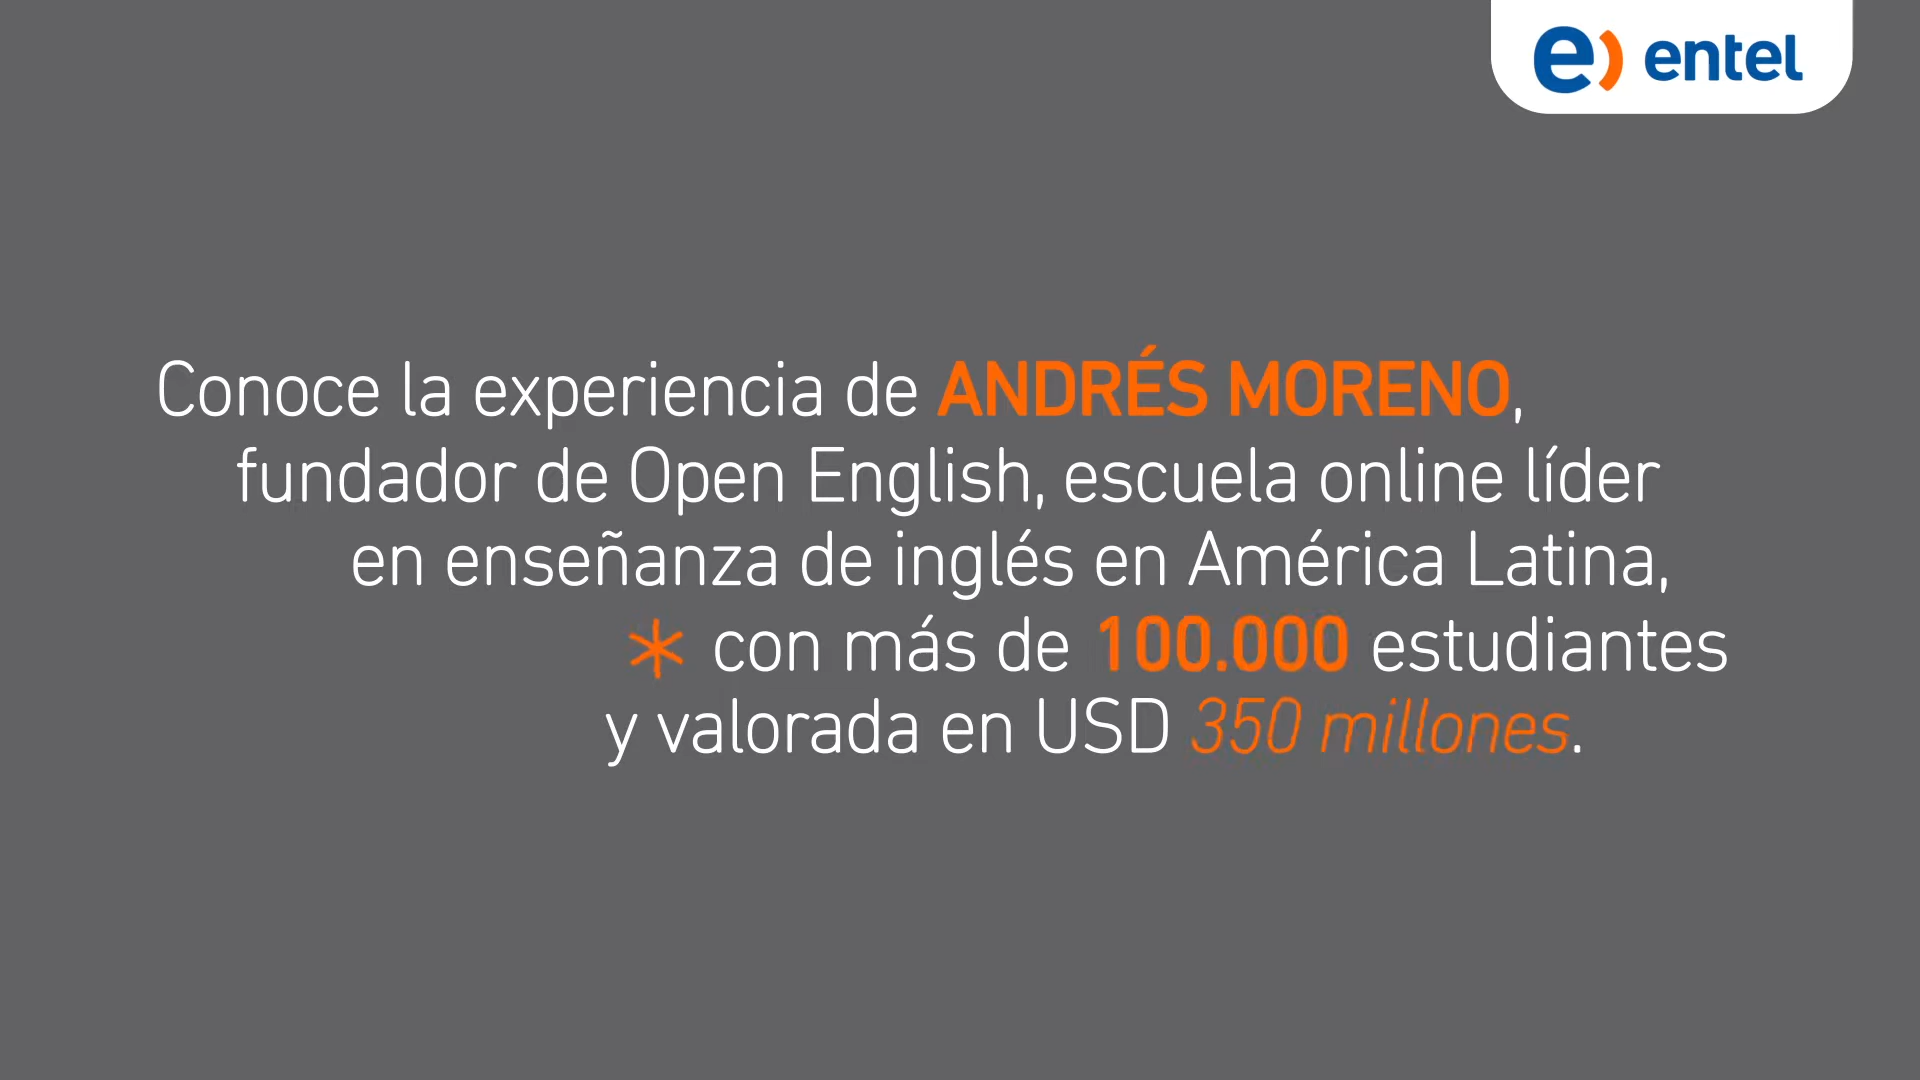 e) entel
Conoce la experiencia de ANDRÉS MORENO,
fundador de Open English, escuela online líder
en enseñanza de inglés en América Latina,
* con más de 100.000 estudiantes
y valorada en USD 350 millones.